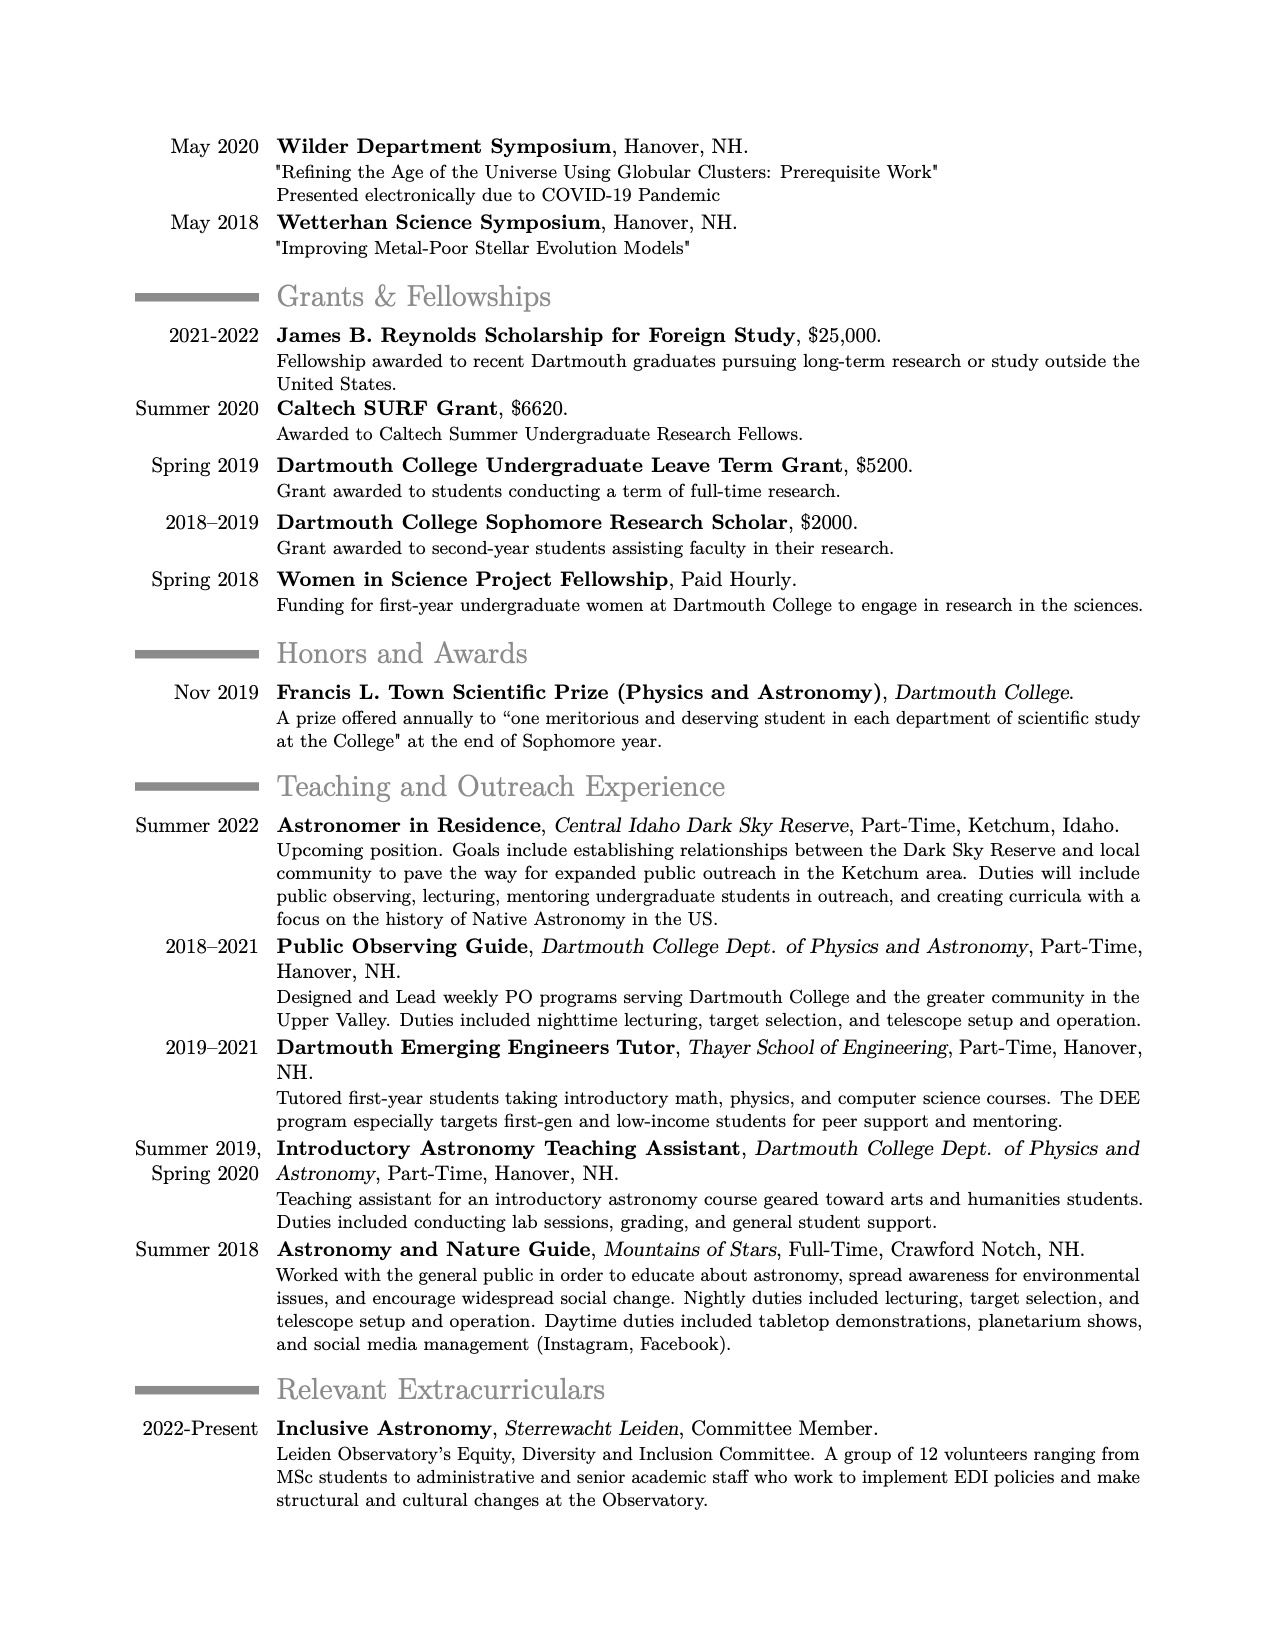 May 2020 Wilder Department Symposium, Hanover, NH.
"Refining the Age of the Universe Using Globular Clusters: Prerequisite Work"
Presented electronically due to COVID-19 Pandemic
May 2018 Wetterhan Science Symposium, Hanover, NH.
"Improving Metal-Poor Stellar Evolution Models"
Grants & Fellowships
2021-2022 James B. Reynolds Scholarship for Foreign Study, $25,000.
Fellowship awarded to recent Dartmouth graduates pursuing long-term research or study outside the
United States.
Summer 2020 Caltech SURF Grant, $6620.
Awarded to Caltech Summer Undergraduate Research Fellows.
Spring 2019 Dartmouth College Undergraduate Leave Term Grant, $5200.
Grant awarded to students conducting a term of full-time research.
2018–2019 Dartmouth College Sophomore Research Scholar, $2000.
Grant awarded to second-year students assisting faculty in their research.
Spring 2018 Women in Science Project Fellowship, Paid Hourly.
Funding for first-year undergraduate women at Dartmouth College to engage in research in the sciences.
Honors and Awards
Nov 2019 Francis L. Town Scientific Prize (Physics and Astronomy), Dartmouth College.
A prize offered annually to “one meritorious and deserving student in each department of scientific study
at the College" at the end of Sophomore year.
Teaching and Outreach Experience
Summer 2022 Astronomer in Residence, Central Idaho Dark Sky Reserve, Part-Time, Ketchum, Idaho.
Upcoming position. Goals include establishing relationships between the Dark Sky Reserve and local
community to pave the way for expanded public outreach in the Ketchum area. Duties will include
public observing, lecturing, mentoring undergraduate students in outreach, and creating curricula with a
focus on the history of Native Astronomy in the US.
2018–2021 Public Observing Guide, Dartmouth College Dept. of Physics and Astronomy, Part-Time,
Hanover, NH.
Designed and Lead weekly PO programs serving Dartmouth College and the greater community in the
Upper Valley. Duties included nighttime lecturing, target selection, and telescope setup and operation.
2019–2021 Dartmouth Emerging Engineers Tutor, Thayer School of Engineering, Part-Time, Hanover,
NH.
Tutored first-year students taking introductory math, physics, and computer science courses. The DEE
program especially targets first-gen and low-income students for peer support and mentoring.
Summer 2019, Introductory Astronomy Teaching Assistant, Dartmouth College Dept. of Physics and
Spring 2020 Astronomy, Part-Time, Hanover, NH.
Teaching assistant for an introductory astronomy course geared toward arts and humanities students.
Duties included conducting lab sessions, grading, and general student support.
Summer 2018 Astronomy and Nature Guide, Mountains of Stars, Full-Time, Crawford Notch, NH.
Worked with the general public in order to educate about astronomy, spread awareness for environmental
issues, and encourage widespread social change. Nightly duties included lecturing, target selection, and
telescope setup and operation. Daytime duties included tabletop demonstrations, planetarium shows,
and social media management (Instagram, Facebook).
Relevant Extracurriculars
2022-Present Inclusive Astronomy, Sterrewacht Leiden, Committee Member.
Leiden Observatory’s Equity, Diversity and Inclusion Committee. A group of 12 volunteers ranging from
MSc students to administrative and senior academic staff who work to implement EDI policies and make
structural and cultural changes at the Observatory.